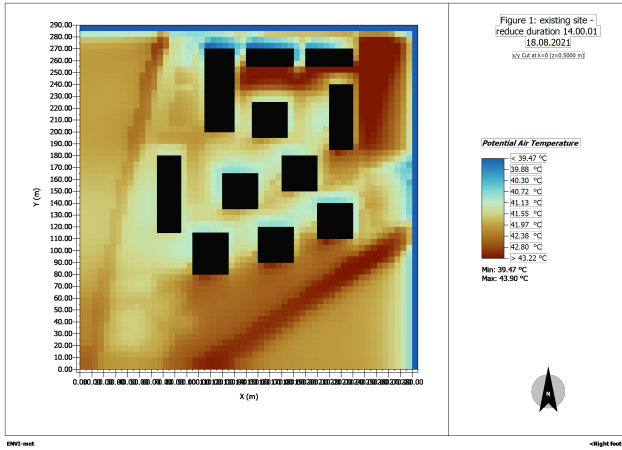 Figure 1: existing site -
reduce duration 14.00.01
18.08.2021
x/y Cut at k=0 (z=0.5000 m)
290.00
280.00
270.00
260.00
250.00
240.00
230.00
220.00
210.00
200.00
190.00
180.00
170.00
160.00
150.00
140.00
130.00
120.00
110.00
100.00
90.00
80.00
70.00
60.00
50.00
40.00
30.00
20.00
10.00
0.00
Y (m)
X (m)
Potential Air Temperature
< 39.47 °C
39.88 °C
40.30 °C
40.72 °C
41.13 °C
41.55 °C
41.97 °C
42.38 °C
42.80 °C
> 43.22 °C
Min: 39.47 °C
Max: 43.90 °C
N
ENVI-met
<Right foot